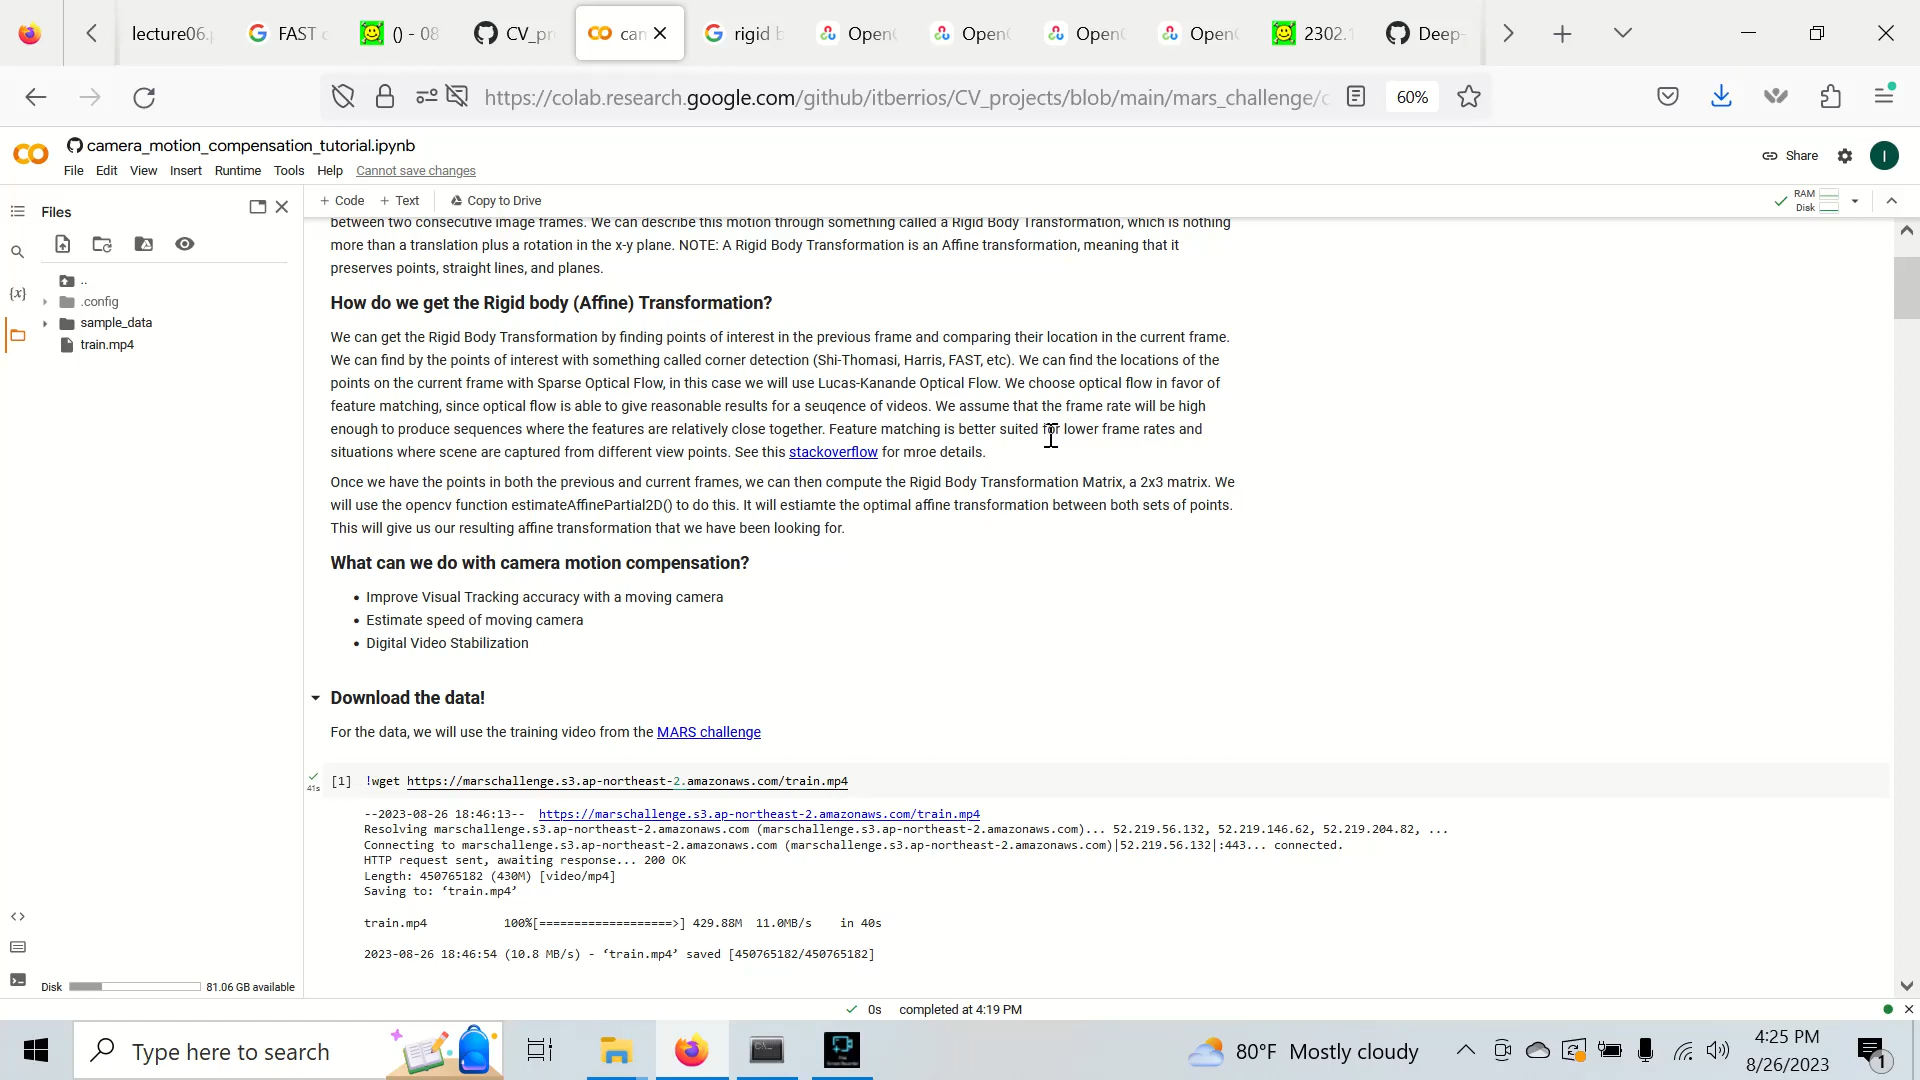 lecture06.
FAST
() - 08
CV_pr
can
rigid
Open
Open
Open
Open
2302.
Deep-
https://colab.research.google.com/github/itberrios/CV_projects/blob/main/mars_challenge/c
60%
camera_motion_compensation_tutorial.ipynb
File Edit View Insert Runtime Tools Help Cannot save changes
Share
I
Files
+ Code + Text Copy to Drive
RAM
Disk
..
.config
sample_data
train.mp4
{x}
between two consecutive image frames. We can describe this motion through something called a Rigid Body Transformation, which is nothing
more than a translation plus a rotation in the x-y plane. NOTE: A Rigid Body Transformation is an Affine transformation, meaning that it
preserves points, straight lines, and planes.
How do we get the Rigid body (Affine) Transformation?
We can get the Rigid Body Transformation by finding points of interest in the previous frame and comparing their location in the current frame.
We can find by the points of interest with something called corner detection (Shi-Thomasi, Harris, FAST, etc). We can find the locations of the
points on the current frame with Sparse Optical Flow, in this case we will use Lucas-Kanande Optical Flow. We choose optical flow in favor of
feature matching, since optical flow is able to give reasonable results for a seuqence of videos. We assume that the frame rate will be high
enough to produce sequences where the features are relatively close together. Feature matching is better suited for lower frame rates and
situations where scene are captured from different view points. See this stackoverflow for mroe details.
Once we have the points in both the previous and current frames, we can then compute the Rigid Body Transformation Matrix, a 2x3 matrix. We
will use the opencv function estimateAffinePartial2D() to do this. It will estiamte the optimal affine transformation between both sets of points.
This will give us our resulting affine transformation that we have been looking for.
What can we do with camera motion compensation?
• Improve Visual Tracking accuracy with a moving camera
• Estimate speed of moving camera
• Digital Video Stabilization
Download the data!
For the data, we will use the training video from the MARS challenge
[1] !wget https://marschallenge.s3.ap-northeast-2.amazonaws.com/train.mp4
41s
--2023-08-26 18:46:13-- https://marschallenge.s3.ap-northeast-2.amazonaws.com/train.mp4
Resolving marschallenge.s3.ap-northeast-2.amazonaws.com (marschallenge.s3.ap-northeast-2.amazonaws.com)... 52.219.56.132, 52.219.146.62, 52.219.204.82, ...
Connecting to marschallenge.s3.ap-northeast-2.amazonaws.com (marschallenge.s3.ap-northeast-2.amazonaws.com)|52.219.56.132|:443... connected.
HTTP request sent, awaiting response... 200 OK
Length: 450765182 (430M) [video/mp4]
Saving to: ‘train.mp4’
train.mp4 100%[===================>] 429.88M 11.0MB/s in 40s
2023-08-26 18:46:54 (10.8 MB/s) - ‘train.mp4’ saved [450765182/450765182]
Disk 81.06 GB available
0s completed at 4:19 PM
Type here to search
80°F Mostly cloudy
4:25 PM
8/26/2023
1